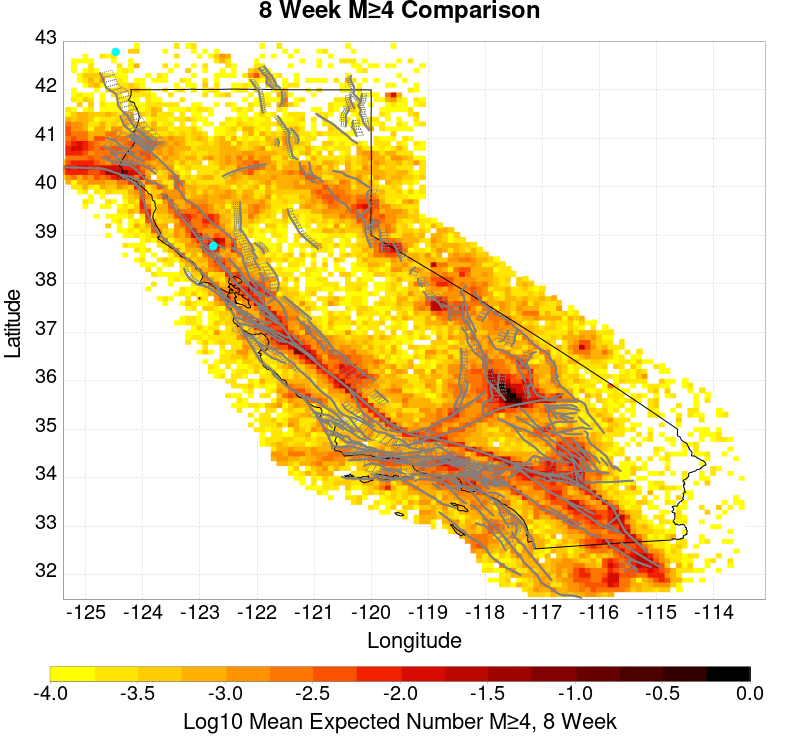 8 Week M≥4 Comparison
43
42
41
40
39
38
37
36
35
34
33
32
Latitude
-125 -124 -123 -122 -121 -120 -119 -118 -117 -116 -115 -114
Longitude
-4.0 -3.5 -3.0 -2.5 -2.0 -1.5 -1.0 -0.5 0.0
Log10 Mean Expected Number M≥4, 8 Week